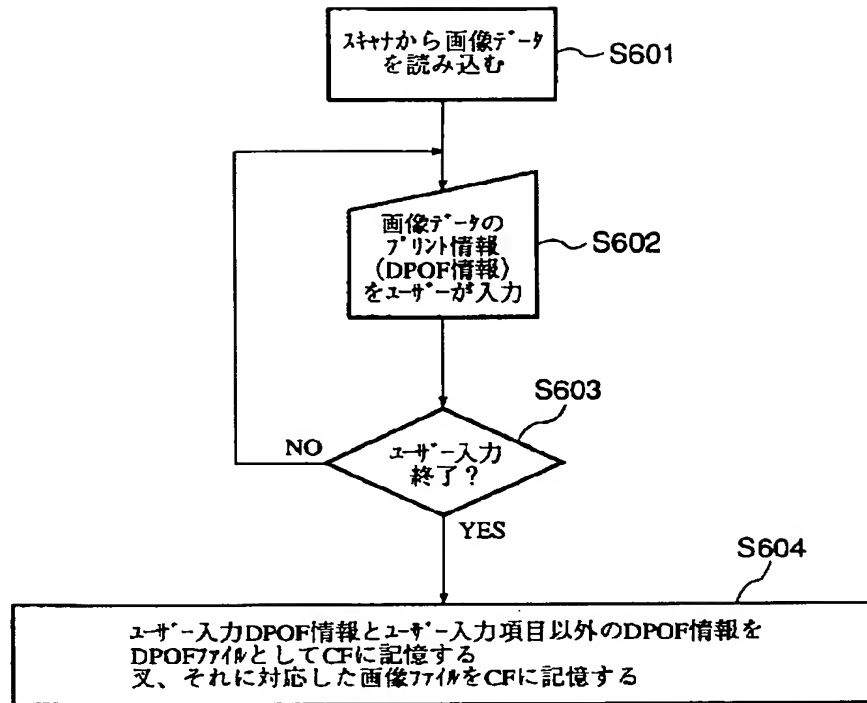 スキャナから画像データ
を読み込む
S601
画像データの
プリント情報
(DPOF情報)
をユーザーが入力
S602
S603
ユーザー入力
終了?
NO
YES
S604
ユーザー入力DPOF情報とユーザー入力項目以外のDPOF情報を
DPOFファイルとしてCFに記憶する
叉、それに対応した画像ファイルをCFに記憶する